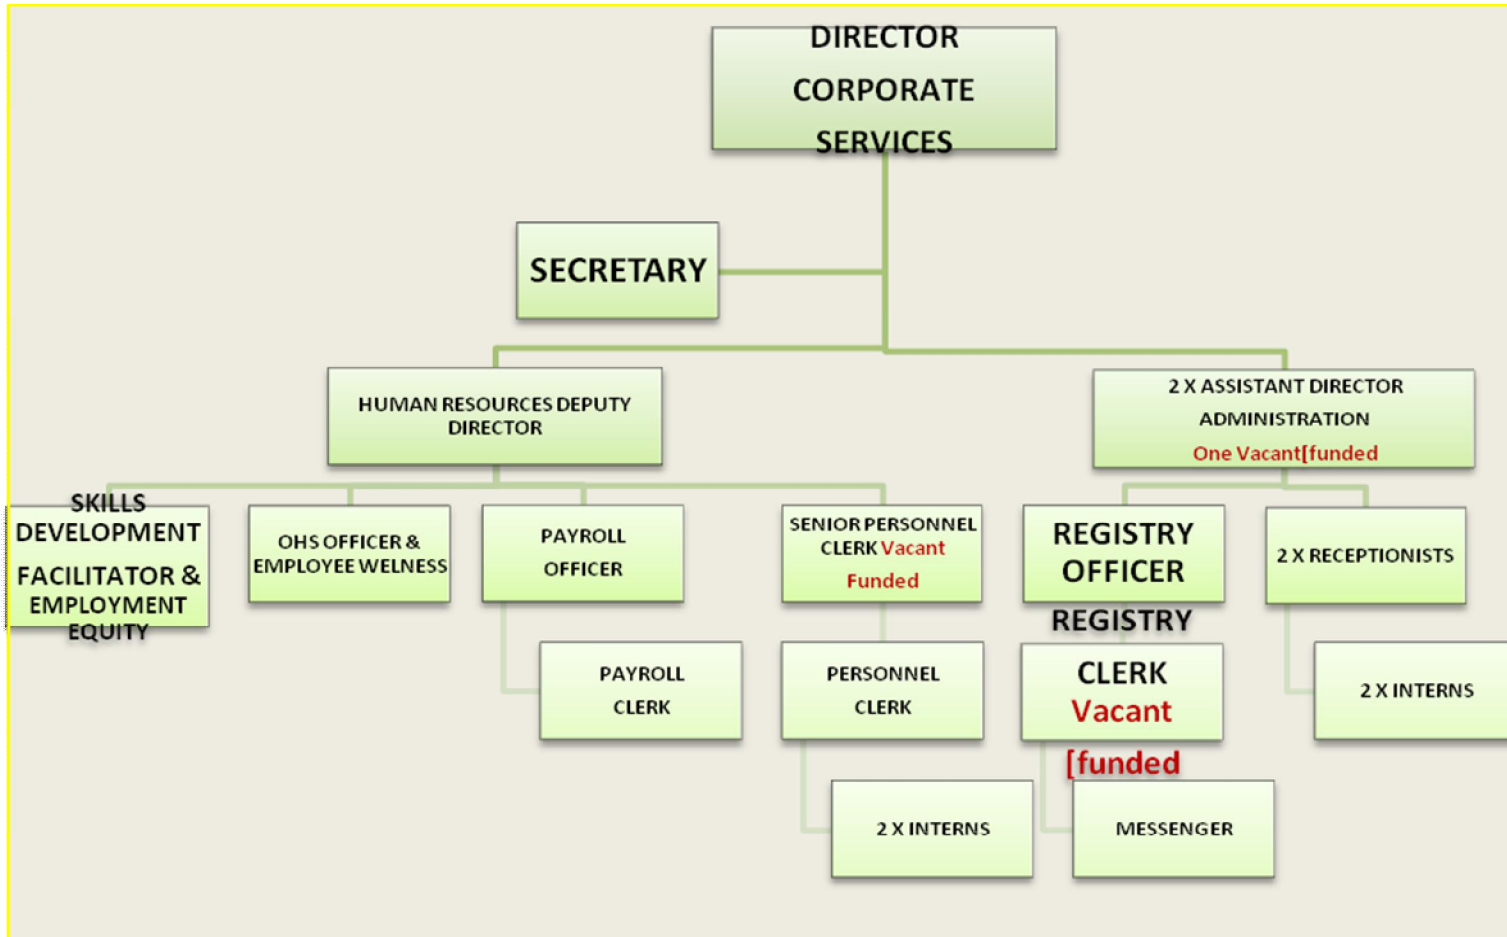 DIRECTOR
CORPORATE
SERVICES
SECRETARY
HUMAN RESOURCES DEPUTY
DIRECTOR
2 X ASSISTANT DIRECTOR
ADMINISTRATION
One Vacant[funded
SKILLS
DEVELOPMENT
FACILITATOR &
EMPLOYMENT
EQUITY
OHS OFFICER &
EMPLOYEE WELNESS
PAYROLL
OFFICER
SENIOR PERSONNEL
CLERK Vacant
Funded
REGISTRY
OFFICER
2 X RECEPTIONISTS
PAYROLL
CLERK
PERSONNEL
CLERK
REGISTRY
CLERK
Vacant
[funded
2 X INTERNS
2 X INTERNS
MESSENGER